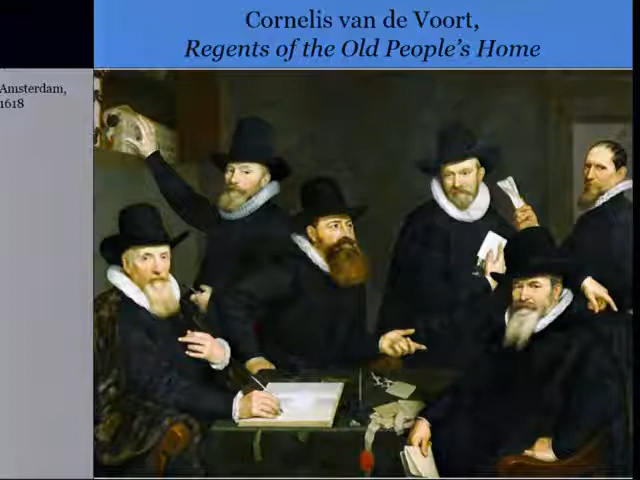 Cornelis van de Voort,
Regents of the Old People's Home
Amsterdam,
1618